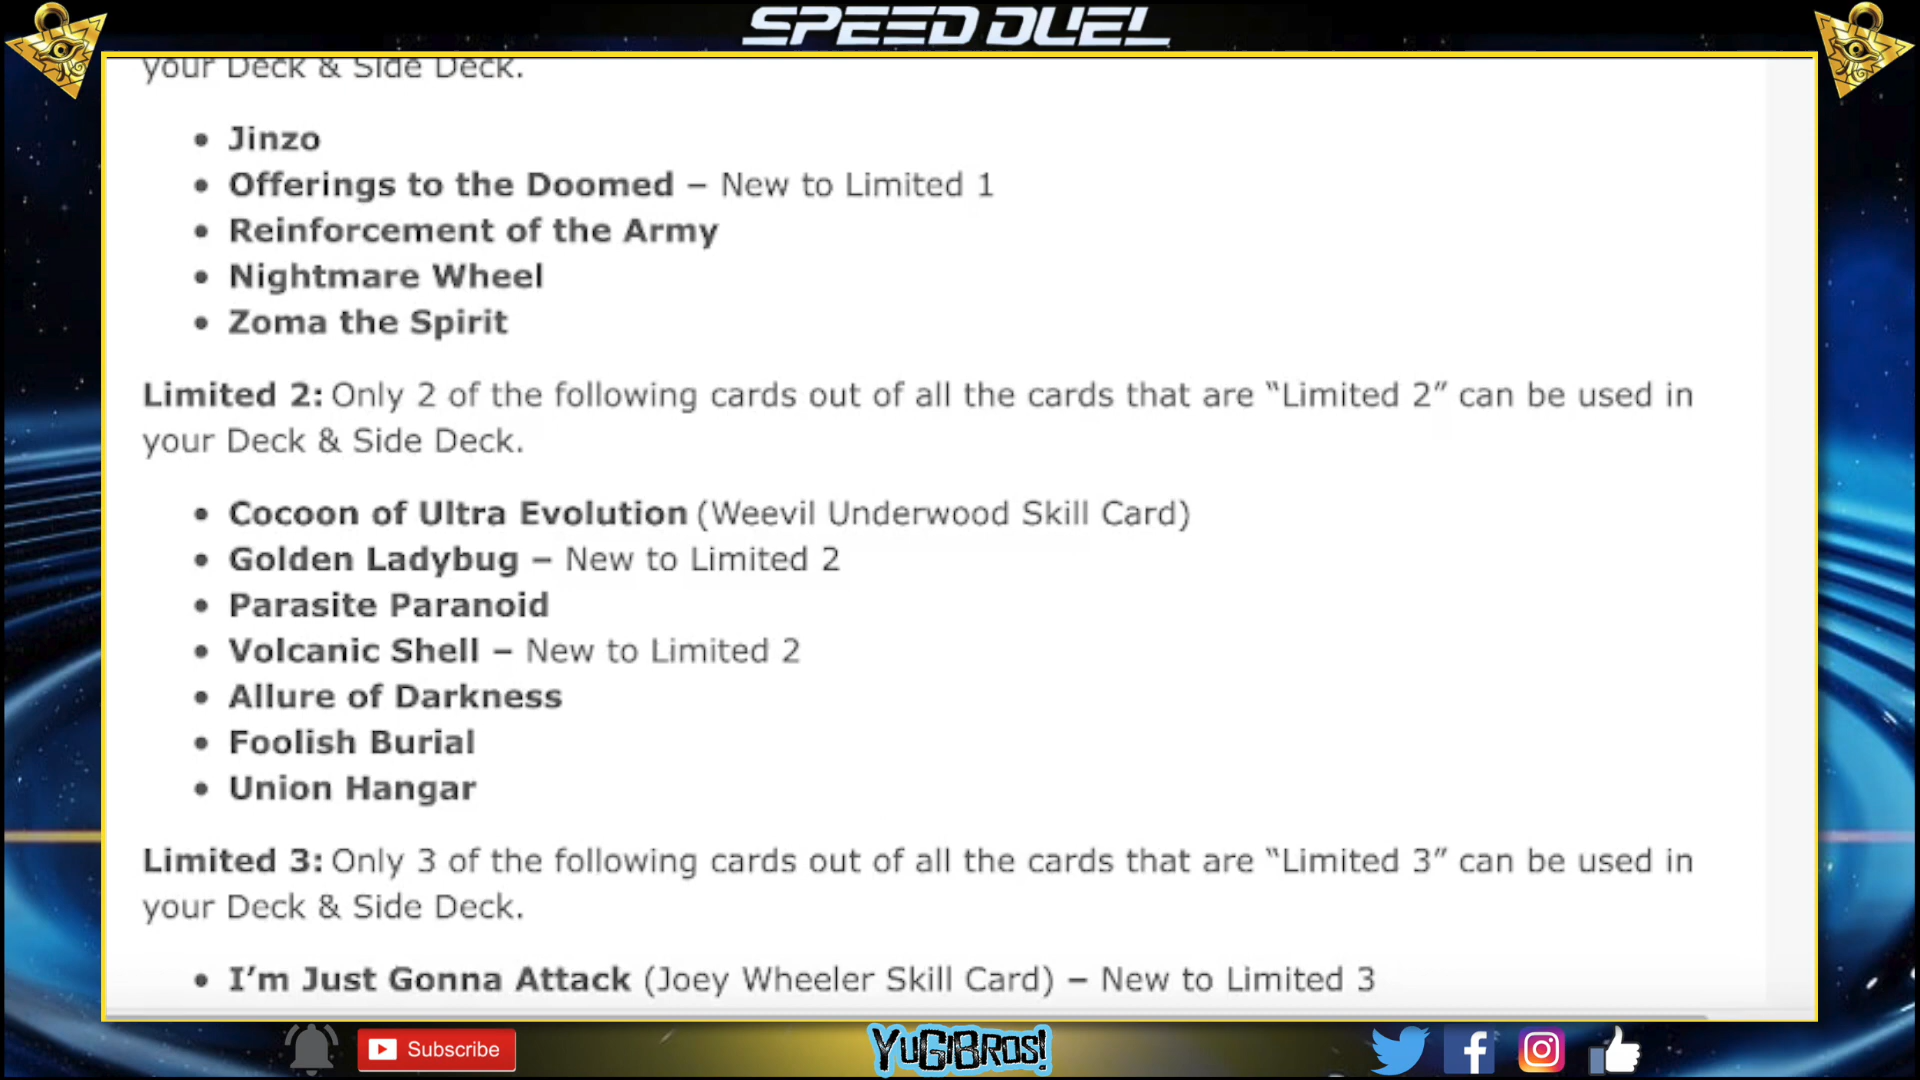 SPEED DUEL
your Deck & Side Deck.
• Jinzo
• Offerings to the Doomed – New to Limited 1
• Reinforcement of the Army
• Nightmare Wheel
• Zoma the Spirit
Limited 2: Only 2 of the following cards out of all the cards that are “Limited 2” can be used in
your Deck & Side Deck.
• Cocoon of Ultra Evolution (Weevil Underwood Skill Card)
• Golden Ladybug – New to Limited 2
• Parasite Paranoid
• Volcanic Shell – New to Limited 2
• Allure of Darkness
• Foolish Burial
• Union Hangar
Limited 3: Only 3 of the following cards out of all the cards that are “Limited 3” can be used in
your Deck & Side Deck.
• I’m Just Gonna Attack (Joey Wheeler Skill Card) – New to Limited 3
Subscribe
YuGiBros!